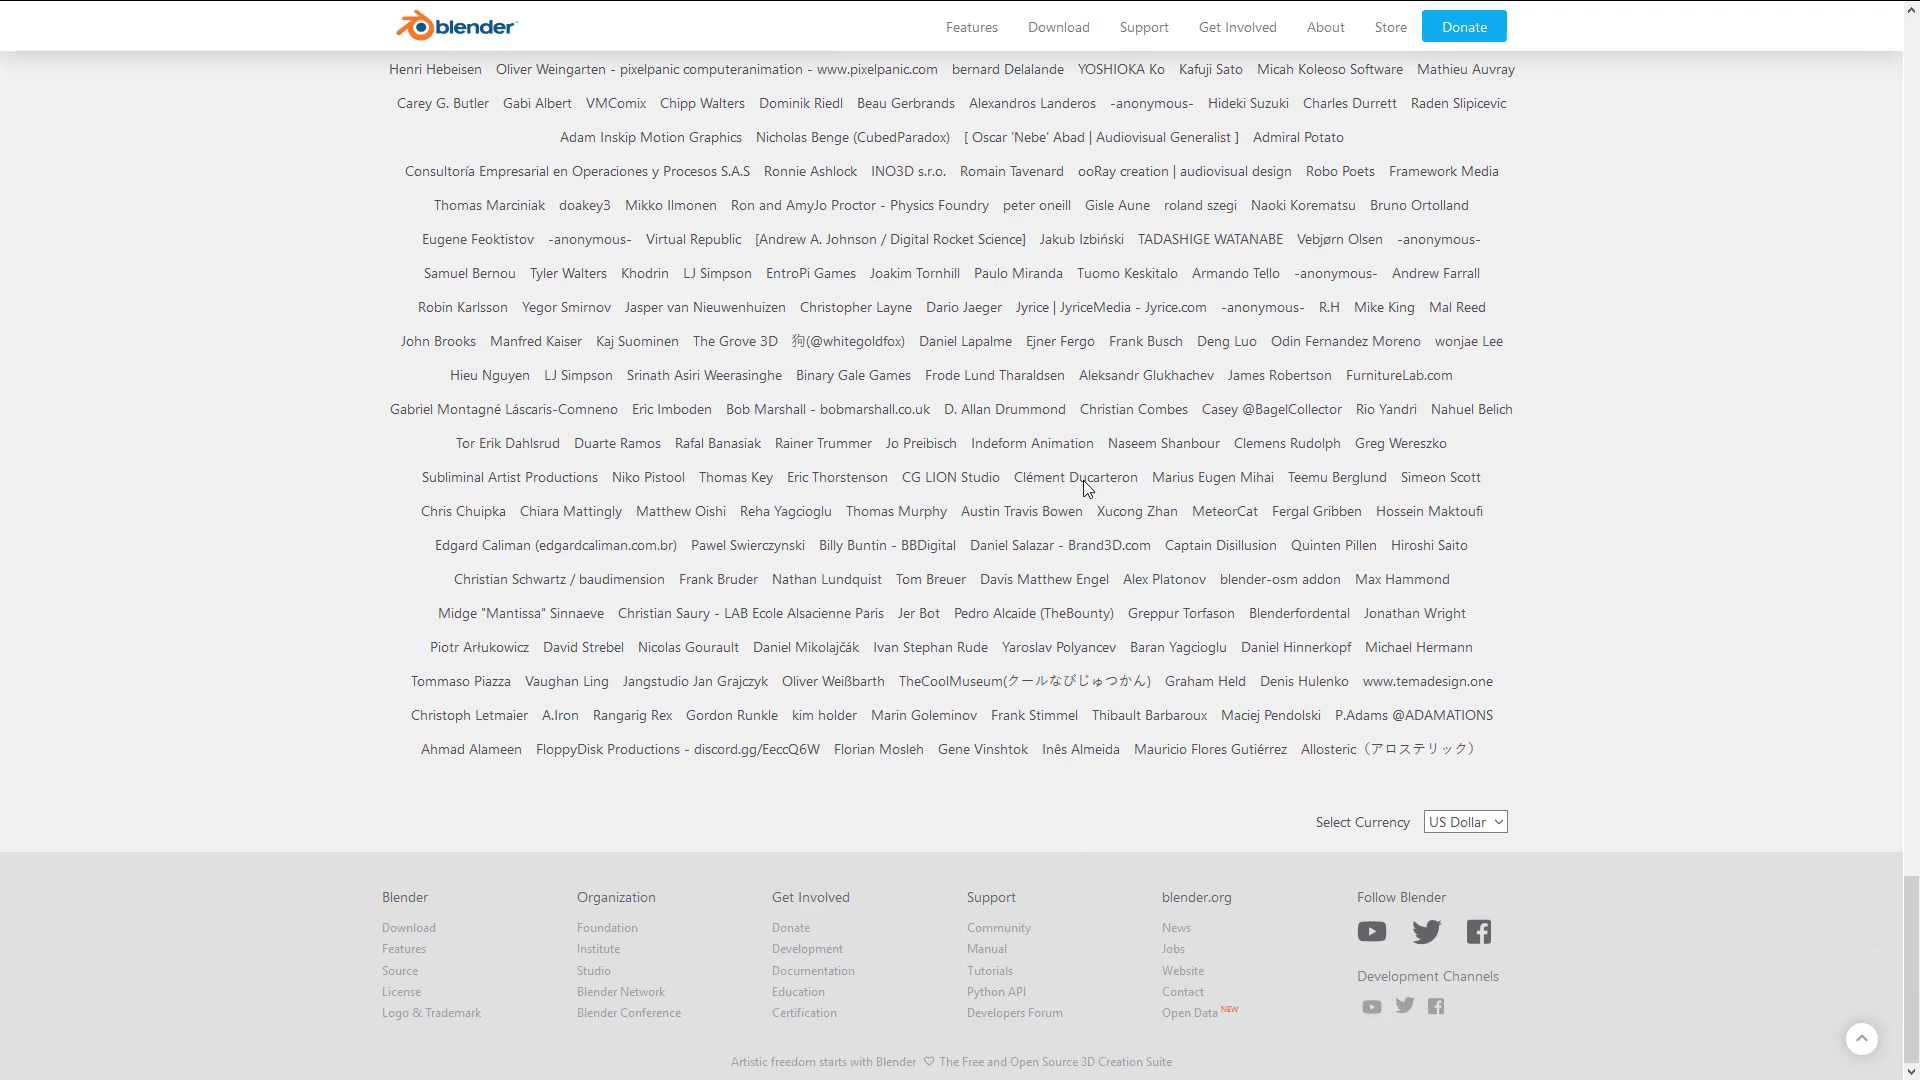 blender Features Download Support Get Involved About Store Donate
Henri Hebeisen Oliver Weingarten - pixelpanic computeranimation - www.pixelpanic.com bernard Delalande YOSHIOKA Ko Kafuji Sato Micah Koleoso Software Mathieu Auvray
Carey G. Butler Gabi Albert VMComix Chipp Walters Dominik Riedl Beau Gerbrands Alexandros Landeros -anonymous- Hideki Suzuki Charles Durrett Raden Slipicevic
Adam Inskip Motion Graphics Nicholas Benge (CubedParadox) [ Oscar 'Nebe' Abad | Audiovisual Generalist ] Admiral Potato
Consultoría Empresarial en Operaciones y Procesos S.A.S Ronnie Ashlock INO3D s.r.o. Romain Tavenard ooRay creation | audiovisual design Robo Poets Framework Media
Thomas Marciniak doakey3 Mikko Ilmonen Ron and AmyJo Proctor - Physics Foundry peter oneill Gisle Aune roland szegi Naoki Korematsu Bruno Ortolland
Eugene Feoktistov -anonymous- Virtual Republic [Andrew A. Johnson / Digital Rocket Science] Jakub Izbiński TADASHIGE WATANABE Vebjørn Olsen -anonymous-
Samuel Bernou Tyler Walters Khodrin LJ Simpson EntroPi Games Joakim Tornhill Paulo Miranda Tuomo Keskitalo Armando Tello -anonymous- Andrew Farrall
Robin Karlsson Yegor Smirnov Jasper van Nieuwenhuizen Christopher Layne Dario Jaeger Jyrice | JyriceMedia - Jyrice.com -anonymous- R.H Mike King Mal Reed
John Brooks Manfred Kaiser Kaj Suominen The Grove 3D 狗(@whitegoldfox) Daniel Lapalme Ejner Fergo Frank Busch Deng Luo Odin Fernandez Moreno wonjae Lee
Hieu Nguyen LJ Simpson Srinath Asiri Weerasinghe Binary Gale Games Frode Lund Tharaldsen Aleksandr Glukhachev James Robertson FurnitureLab.com
Gabriel Montagné Láscaris-Comneno Eric Imboden Bob Marshall - bobmarshall.co.uk D. Allan Drummond Christian Combes Casey @BagelCollector Rio Yandri Nahuel Belich
Tor Erik Dahlsrud Duarte Ramos Rafal Banasiak Rainer Trummer Jo Preibisch Indeform Animation Naseem Shanbour Clemens Rudolph Greg Wereszko
Subliminal Artist Productions Niko Pistool Thomas Key Eric Thorstenson CG LION Studio Clément Ducarteron Marius Eugen Mihai Teemu Berglund Simeon Scott
Chris Chuipka Chiara Mattingly Matthew Oishi Reha Yagcioglu Thomas Murphy Austin Travis Bowen Xucong Zhan MeteorCat Fergal Gribben Hossein Maktoufi
Edgard Caliman (edgardcaliman.com.br) Pawel Swierczynski Billy Buntin - BBDigital Daniel Salazar - Brand3D.com Captain Disillusion Quinten Pillen Hiroshi Saito
Christian Schwartz / baudimension Frank Bruder Nathan Lundquist Tom Breuer Davis Matthew Engel Alex Platonov blender-osm addon Max Hammond
Midge "Mantissa" Sinnaeve Christian Saury - LAB Ecole Alsacienne Paris Jer Bot Pedro Alcaide (TheBounty) Greppur Torfason Blenderfordental Jonathan Wright
Piotr Arłukowicz David Strebel Nicolas Gourault Daniel Mikolajčák Ivan Stephan Rude Yaroslav Polyancev Baran Yagcioglu Daniel Hinnerkopf Michael Hermann
Tommaso Piazza Vaughan Ling Jangstudio Jan Grajczyk Oliver Weißbarth TheCoolMuseum(クールなびじゅつかん) Graham Held Denis Hulenko www.temadesign.one
Christoph Letmaier A.Iron Rangarig Rex Gordon Runkle kim holder Marin Goleminov Frank Stimmel Thibault Barbaroux Maciej Pendolski P.Adams @ADAMATIONS
Ahmad Alameen FloppyDisk Productions - discord.gg/EeccQ6W Florian Mosleh Gene Vinshtok Inês Almeida Mauricio Flores Gutiérrez Allosteric（アロステリック）
Select Currency US Dollar
Blender Organization Get Involved Support blender.org Follow Blender
Download Foundation Donate Community News
Features Institute Development Manual Jobs
Source Studio Documentation Tutorials Website Development Channels
License Blender Network Education Python API Contact
Logo & Trademark Blender Conference Certification Developers Forum Open Data NEW
Artistic freedom starts with Blender ♡ The Free and Open Source 3D Creation Suite